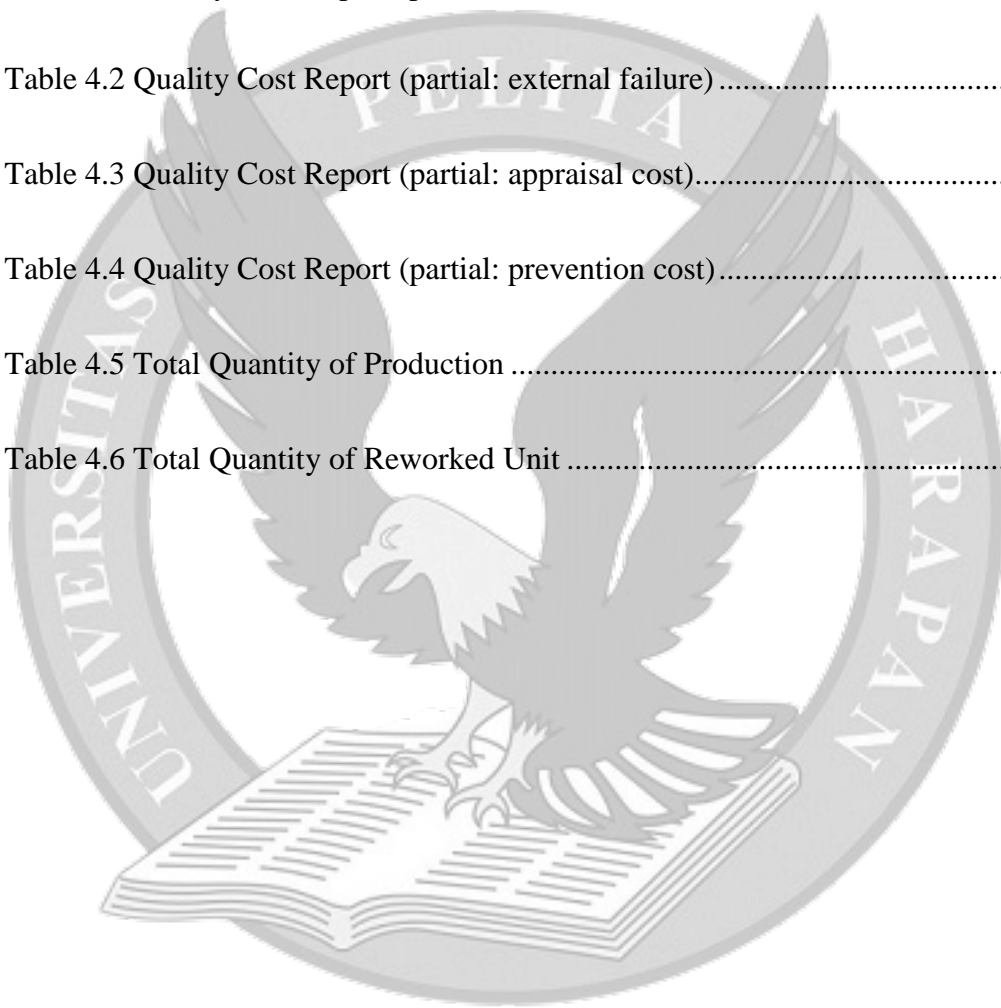 Table 4.2 Quality Cost Report (partial: external failure) ....................................
Table 4.3 Quality Cost Report (partial: appraisal cost)........................................
Table 4.4 Quality Cost Report (partial: prevention cost) ....................................
Table 4.5 Total Quantity of Production ..............................................................
Table 4.6 Total Quantity of Reworked Unit .......................................................
UNIVERSITAS PELITA HARAPAN